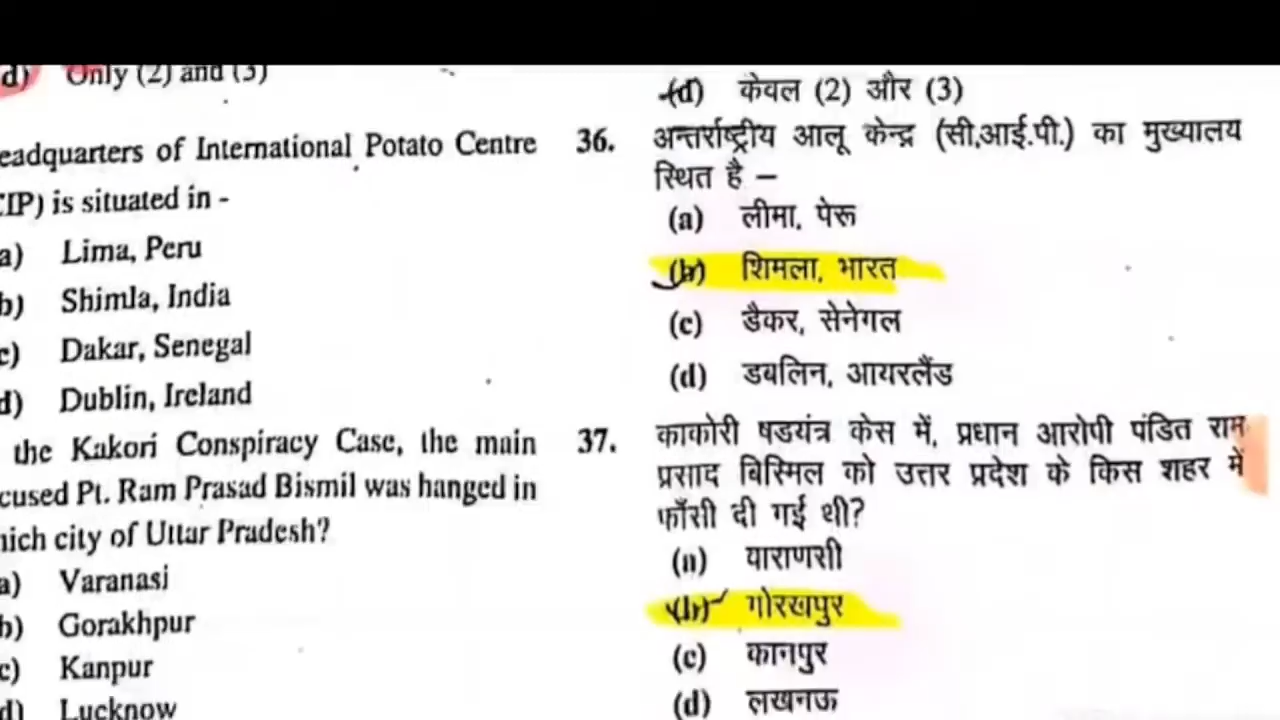 d) Only (2) and (3)
eadquarters of International Potato Centre
CIP) is situated in -
a) Lima, Peru
b) Shimla, India
c) Dakar, Senegal
d) Dublin, Ireland
the Kakori Conspiracy Case, the main
cused Pt. Ram Prasad Bismil was hanged in
hich city of Uttar Pradesh?
a) Varanasi
b) Gorakhpur
c) Kanpur
d) Lucknow
(d) केवल (2) और (3)
36. अन्तर्राष्ट्रीय आलू केन्द्र (सी.आई.पी.) का मुख्यालय
स्थित है –
(a) लीमा, पेरू
(b) शिमला, भारत
(c) डैकर, सेनेगल
(d) डबलिन, आयरलैंड
37. काकोरी षडयंत्र केस में, प्रधान आरोपी पंडित राम
प्रसाद बिस्मिल को उत्तर प्रदेश के किस शहर में
फाँसी दी गई थी?
(a) वाराणसी
(b) गोरखपुर
(c) कानपुर
(d) लखनऊ